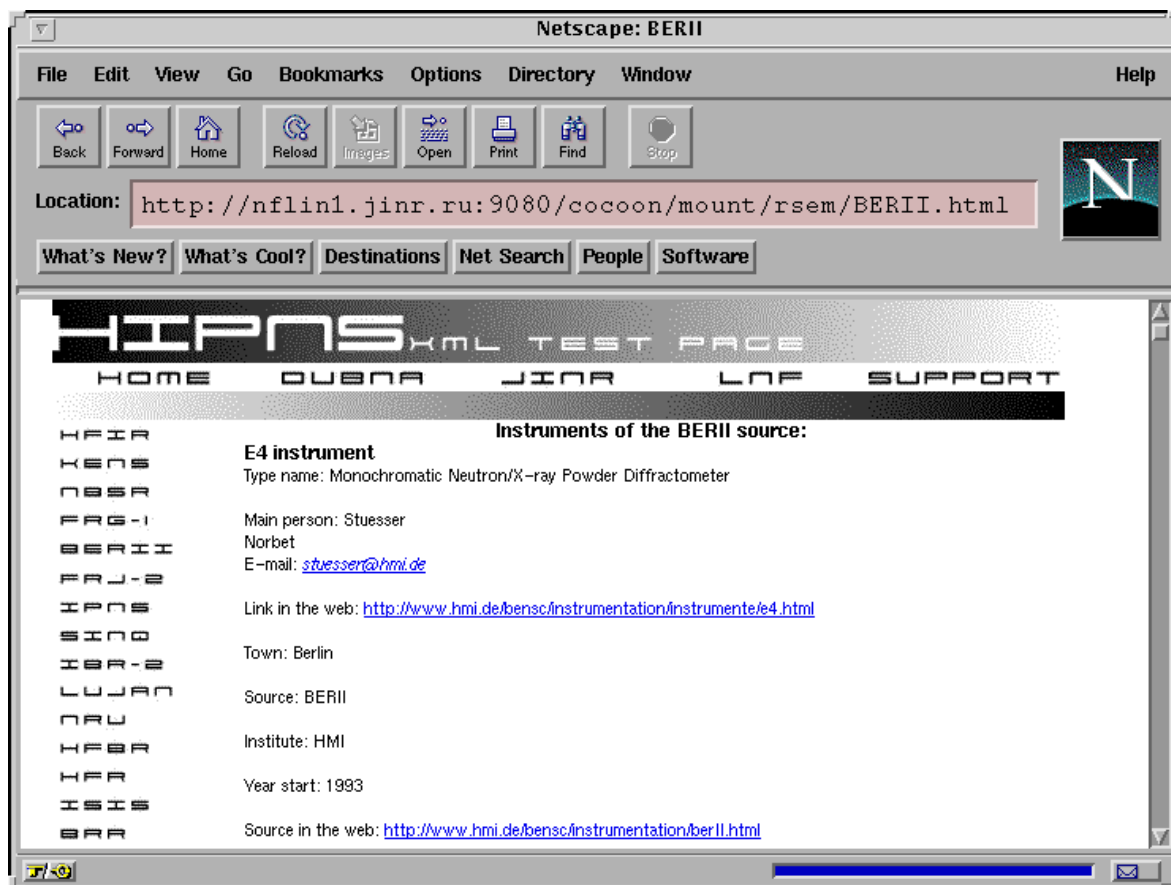 Netscape: BERII
File Edit View Go Bookmarks Options Directory Window Help
Back Forward Home Reload Images Open Print Find Stop
N
Location: http://nflin1.jinr.ru:9080/cocoon/mount/rsem/BERII.html
What's New? What's Cool? Destinations Net Search People Software
HIPNS XML TEST PAGE
HOME DUBNA JINR LNF SUPPORT
HFIR
KENS
NBSR
FRG-1
BERII
FRJ-2
IPNS
SINQ
IBR-2
LUJAN
NRU
HFBR
HFR
ISIS
BRR
Instruments of the BERII source:
E4 instrument
Type name: Monochromatic Neutron/X-ray Powder Diffractometer
Main person: Stuesser
Norbet
E-mail: stuesser@hmi.de
Link in the web: http://www.hmi.de/bensc/instrumentation/instrumente/e4.html
Town: Berlin
Source: BERII
Institute: HMI
Year start: 1993
Source in the web: http://www.hmi.de/bensc/instrumentation/berII.html